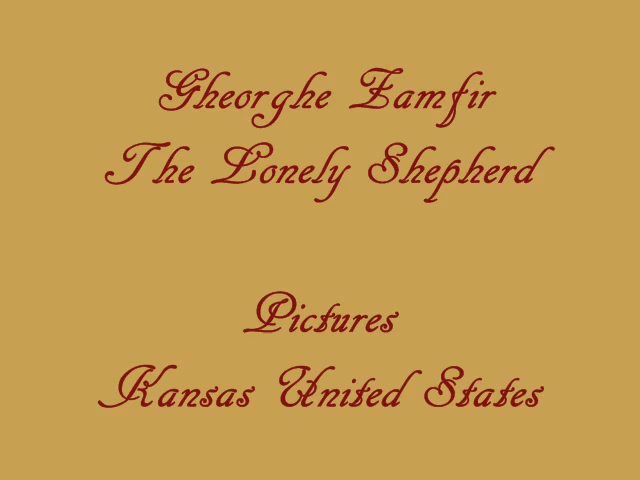 Gheorghe Zamfir
The Lonely Shepherd
Pictures
Kansas United States